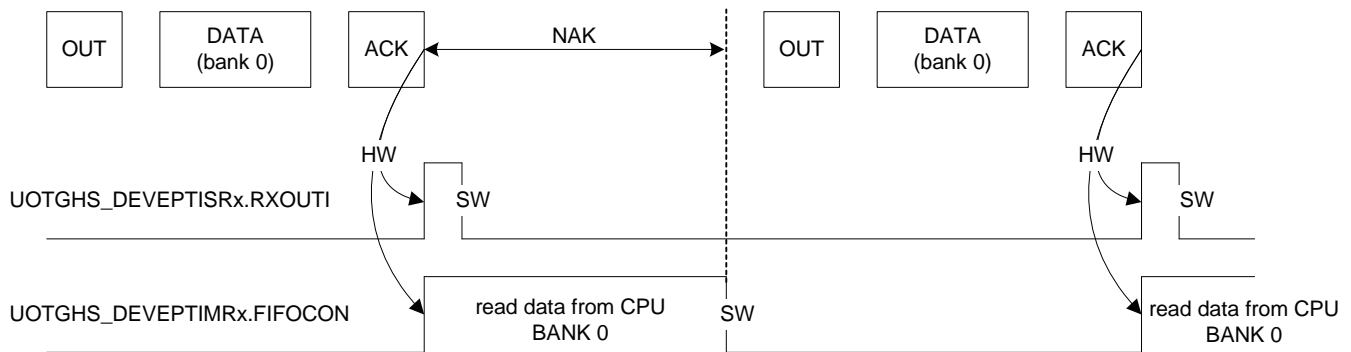 OUT
DATA
(bank 0)
ACK
NAK
OUT
DATA
(bank 0)
ACK
HW
HW
UOTGHS_DEVEPTISRx.RXOUTI
SW
SW
UOTGHS_DEVEPTIMRx.FIFOCON
read data from CPU
BANK 0
SW
read data from CPU
BANK 0